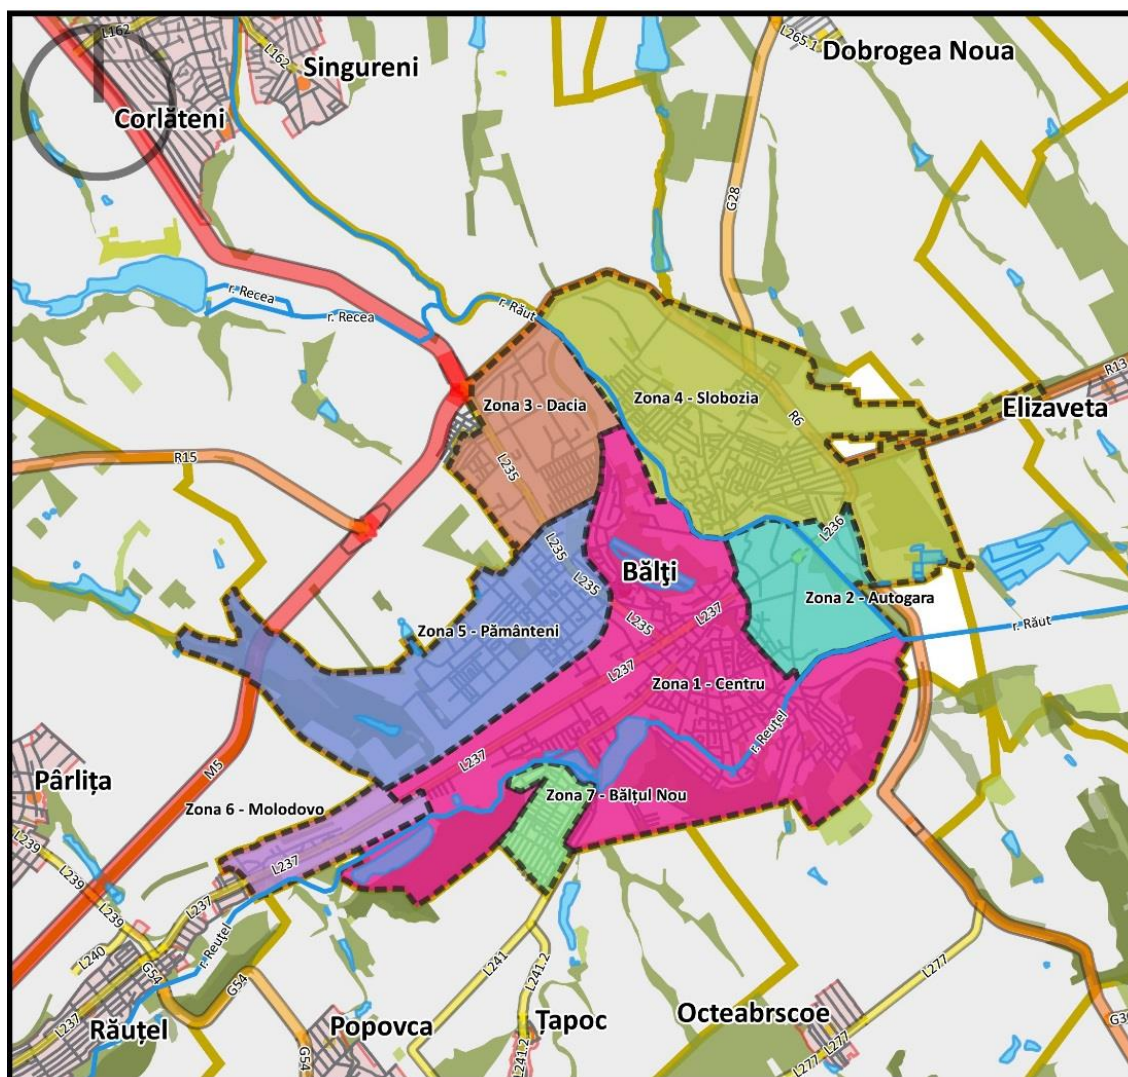 L162
L162
Singureni
Corlăteni
L265.1
Dobrogea Noua
G28
r. Recea
r. Recea
r. Răut
R13
Zona 3 - Dacia
Zona 4 - Slobozia
R6
Elizaveta
R15
L235
L236
L235
L235
Bălți
Zona 2 - Autogara
L235
L237
r. Răut
Zona 5 - Pământeni
L237
Zona 1 - Centru
r. Reuțel
M5
L237
Pârlița
Zona 6 - Molodovo
Zona 7 - Bălțul Nou
L239
L237
L239
L237
L239
L240
r. Reuțel
G54
G54
L241
L241.2
L277
L237
Răuțel
Popovca
Țapoc
Octeabrscoe
G54
L241.2
L277
L277